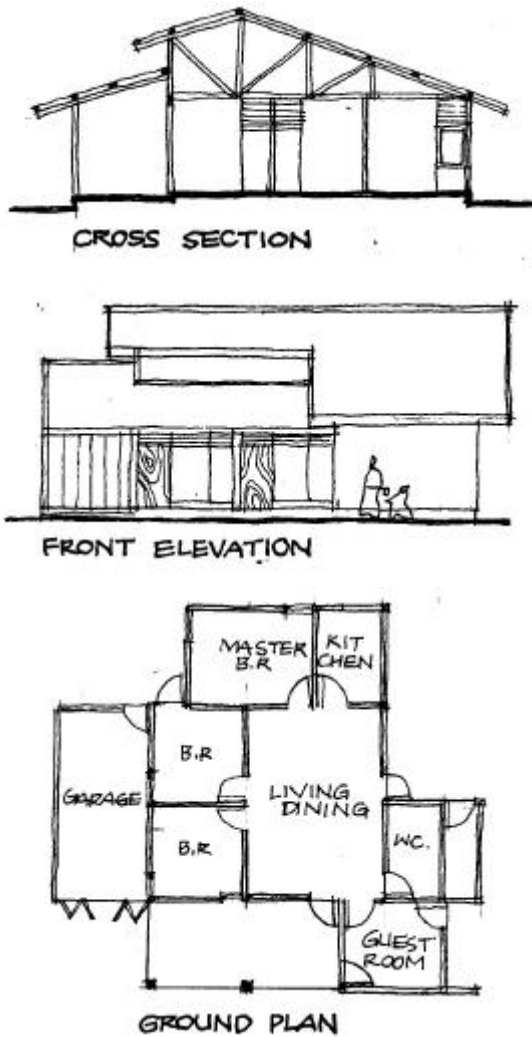 CROSS SECTION
FRONT ELEVATION
MASTER
B.R
KIT
CHEN
B.R
GARAGE
LIVING
DINING
B.R
WC.
GUEST
ROOM
GROUND PLAN